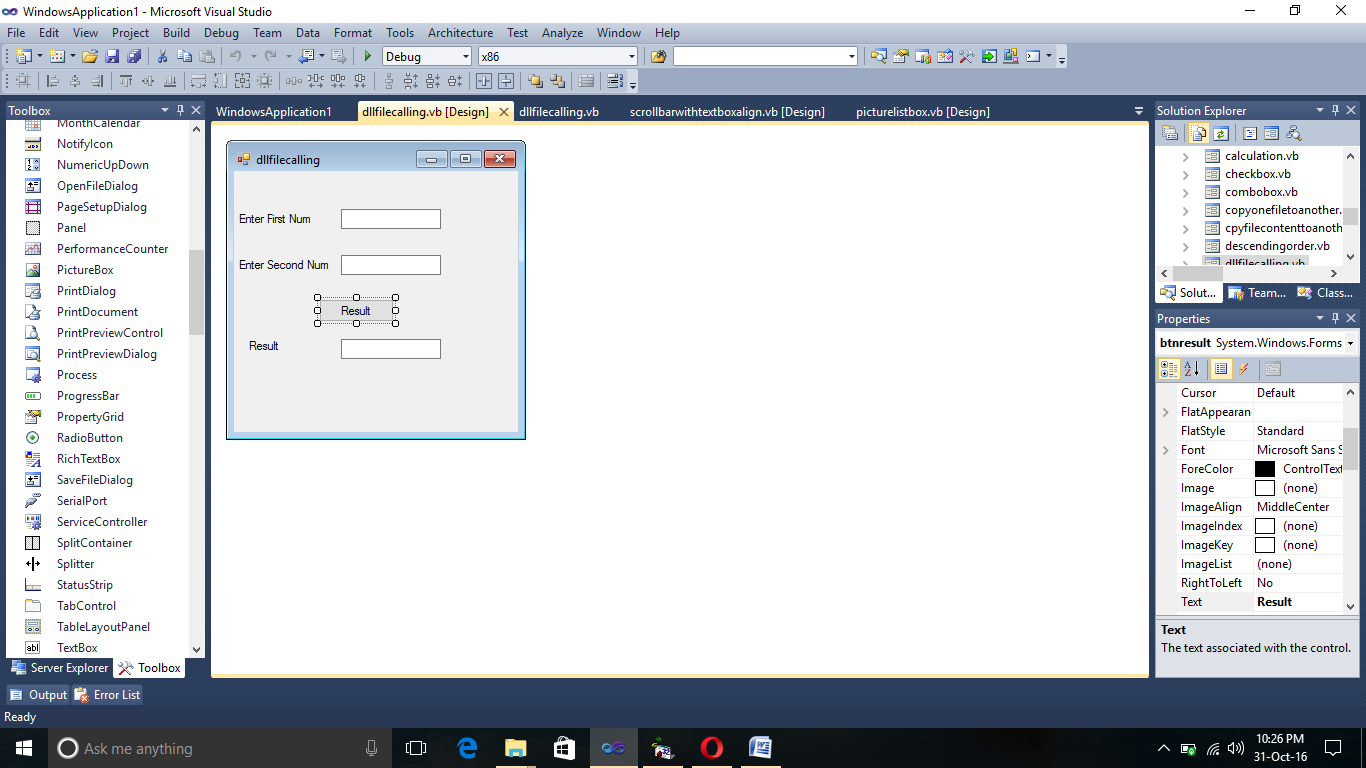 WindowsApplication1 - Microsoft Visual Studio
File Edit View Project Build Debug Team Data Format Tools Architecture Test Analyze Window Help
Debug x86
Toolbox
MonthCalendar
NotifyIcon
NumericUpDown
OpenFileDialog
PageSetupDialog
Panel
PerformanceCounter
PictureBox
PrintDialog
PrintDocument
PrintPreviewControl
PrintPreviewDialog
Process
ProgressBar
PropertyGrid
RadioButton
RichTextBox
SaveFileDialog
SerialPort
ServiceController
SplitContainer
Splitter
StatusStrip
TabControl
TableLayoutPanel
TextBox
Server Explorer Toolbox
WindowsApplication1 dllfilecalling.vb [Design] dllfilecalling.vb scrollbarwithtextboxalign.vb [Design] picturelistbox.vb [Design]
dllfilecalling
Enter First Num
Enter Second Num
Result
Result
Solution Explorer
calculation.vb
checkbox.vb
combobox.vb
copyonefiletoanother.
cpyfilecontenttoanoth
descendingorder.vb
dllfilecalling.vb
Solut... Team... Class...
Properties
btnresult System.Windows.Forms
Cursor Default
FlatAppearan
FlatStyle Standard
Font Microsoft Sans S
ForeColor ControlText
Image (none)
ImageAlign MiddleCenter
ImageIndex (none)
ImageKey (none)
ImageList (none)
RightToLeft No
Text Result
Text
The text associated with the control.
Output Error List
Ready
Ask me anything
10:26 PM
31-Oct-16